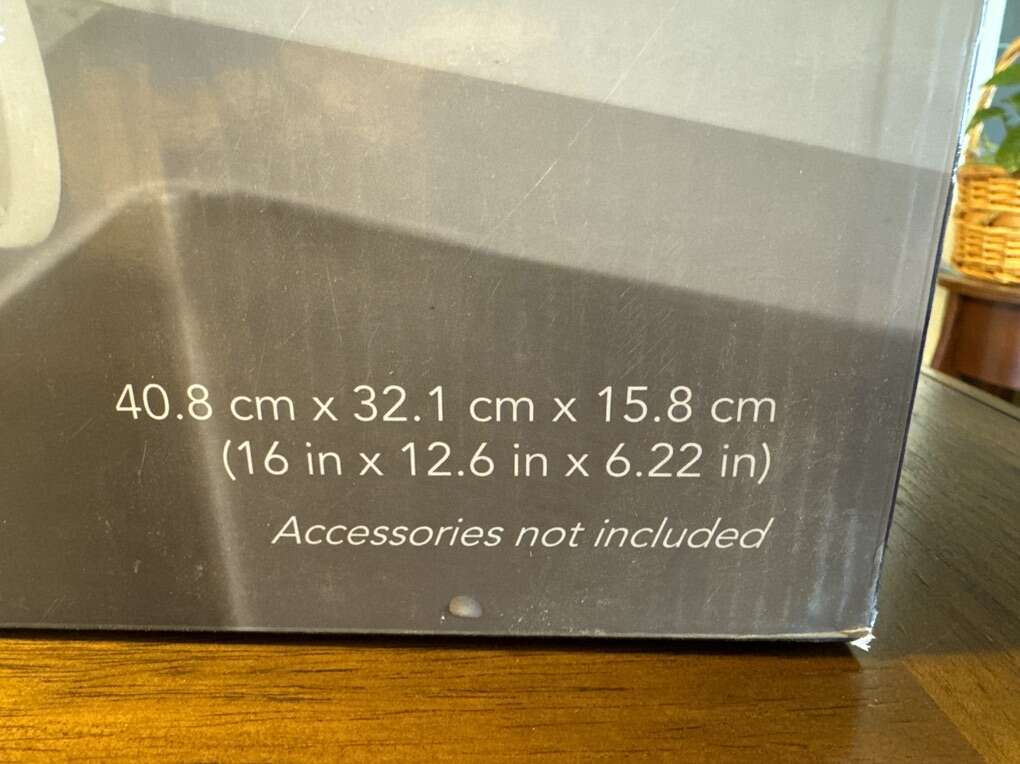 40.8 cm x 32.1 cm x 15.8 cm
(16 in x 12.6 in x 6.22 in)
Accessories not included